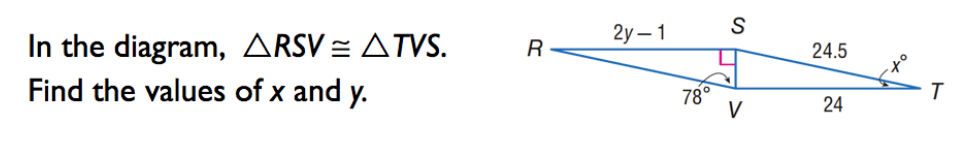 In the diagram, △RSV ≅ △TVS.
Find the values of x and y.
2y – 1
S
R
24.5
x°
T
78°
V
24